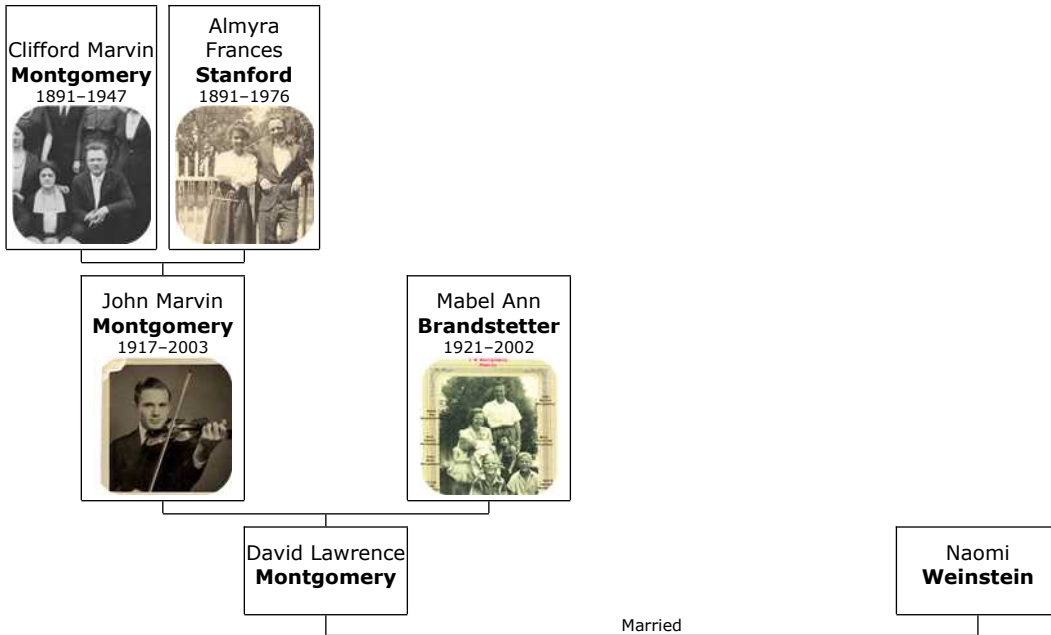 Clifford Marvin
Montgomery
1891–1947
Almyra
Frances
Stanford
1891–1976
John Marvin
Montgomery
1917–2003
Mabel Ann
Brandstetter
1921–2002
David Lawrence
Montgomery
Naomi
Weinstein
Married